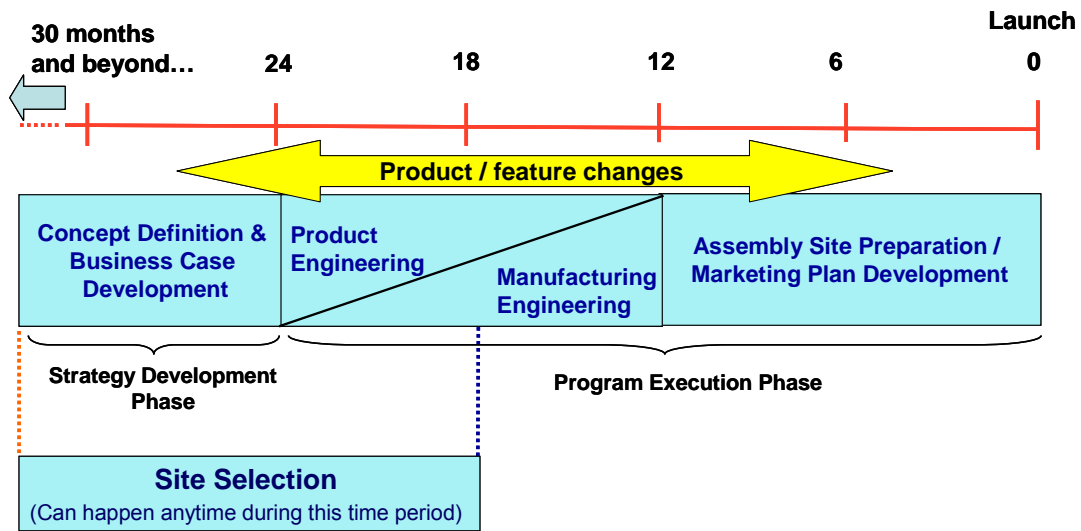 30 months
and beyond…
24
18
12
6
Launch
0
Product / feature changes
Concept Definition &
Business Case
Development
Product
Engineering
Manufacturing
Engineering
Assembly Site Preparation /
Marketing Plan Development
Strategy Development
Phase
Program Execution Phase
Site Selection
(Can happen anytime during this time period)